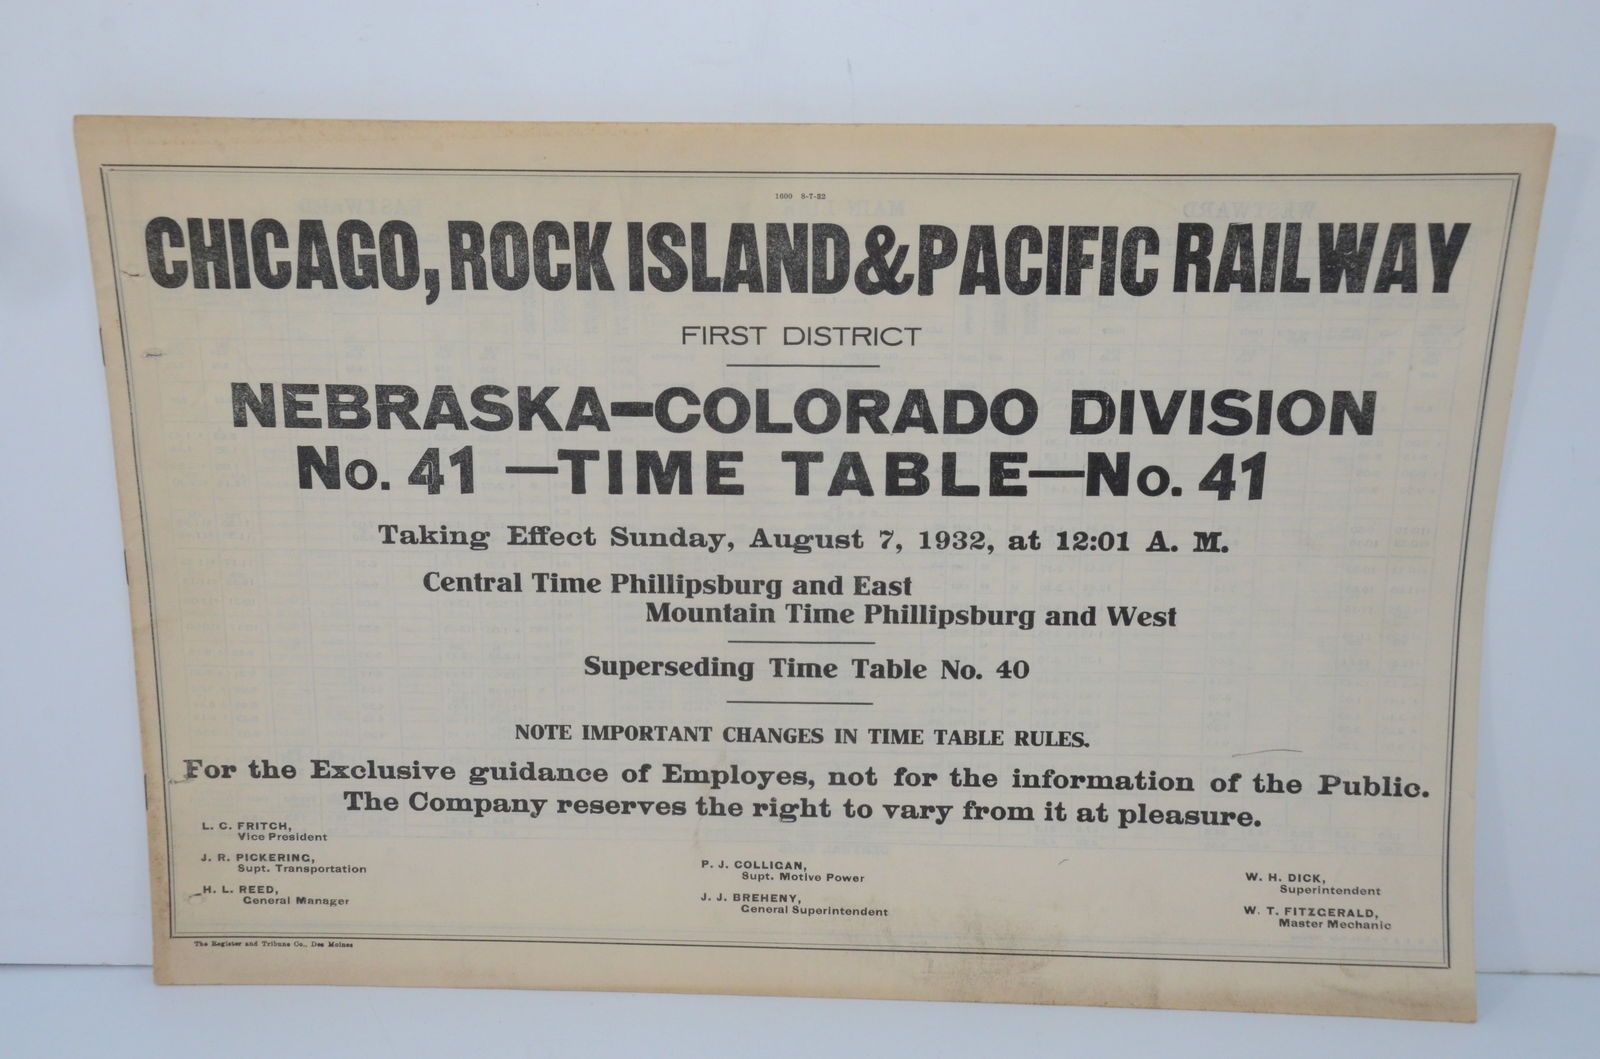 1600 8-7-32
CHICAGO, ROCK ISLAND & PACIFIC RAILWAY
FIRST DISTRICT
NEBRASKA—COLORADO DIVISION
No. 41 —TIME TABLE—No. 41
Taking Effect Sunday, August 7, 1932, at 12:01 A. M.
Central Time Phillipsburg and East
Mountain Time Phillipsburg and West
Superseding Time Table No. 40
NOTE IMPORTANT CHANGES IN TIME TABLE RULES.
For the Exclusive guidance of Employes, not for the information of the Public.
The Company reserves the right to vary from it at pleasure.
L. C. FRITCH,
Vice President
J. R. PICKERING,
Supt. Transportation
H. L. REED,
General Manager
P. J. COLLIGAN,
Supt. Motive Power
J. J. BREHENY,
General Superintendent
W. H. DICK,
Superintendent
W. T. FITZGERALD,
Master Mechanic
The Register and Tribune Co., Des Moines